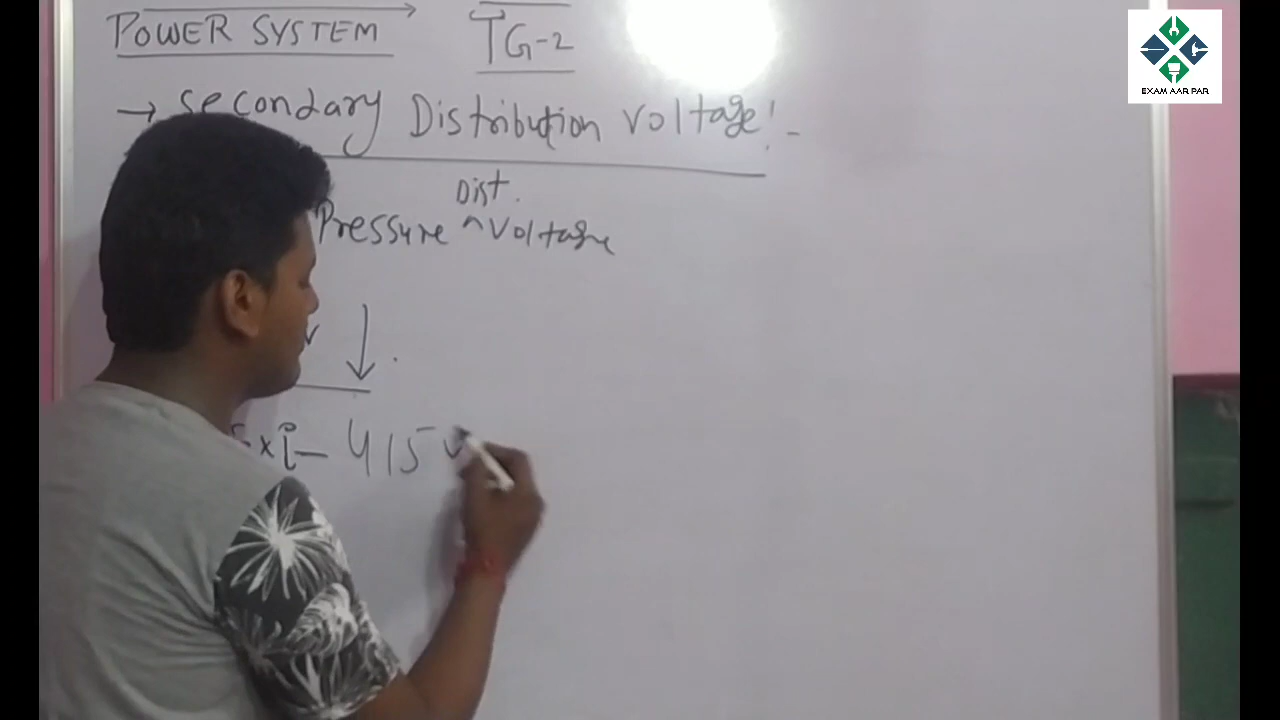 POWER SYSTEM TG-2
→ Secondary Distribution Voltage! -
Dist.
Pressure ^ Voltage
- 415 V
EXAM AAR PAR